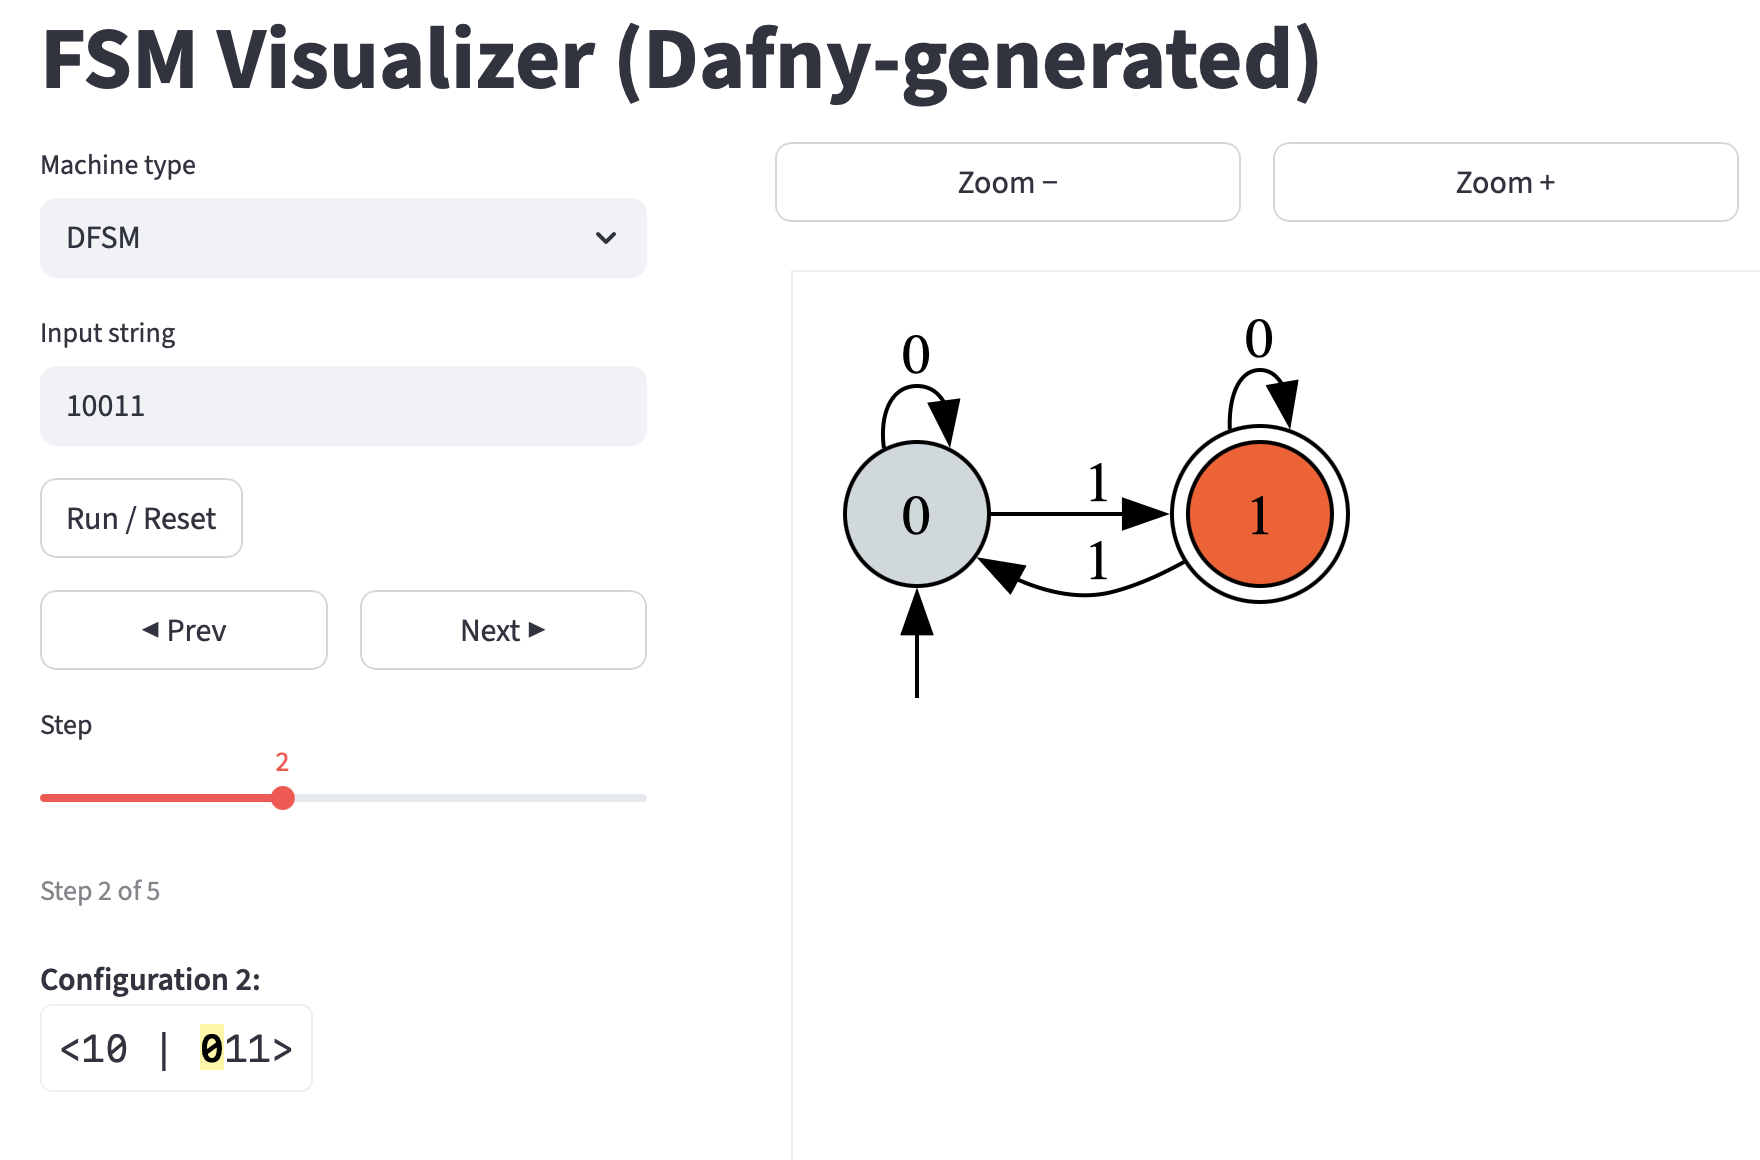 FSM Visualizer (Dafny-generated)
Machine type
DFSM
Input string
10011
Run / Reset
◄ Prev
Next ►
Step
2
Step 2 of 5
Configuration 2:
<10 | 011>
Zoom −
Zoom +
0
0
0
1
1
1